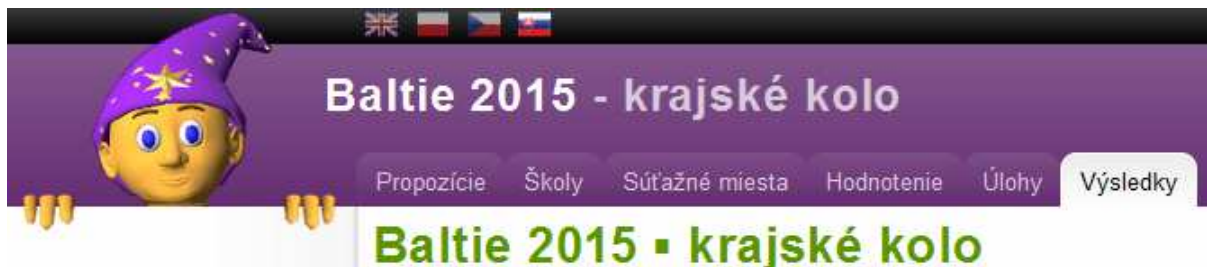 Baltie 2015 - krajské kolo
Propozície Školy Súťažné miesta Hodnotenie Úlohy Výsledky
Baltie 2015 ▪ krajské kolo